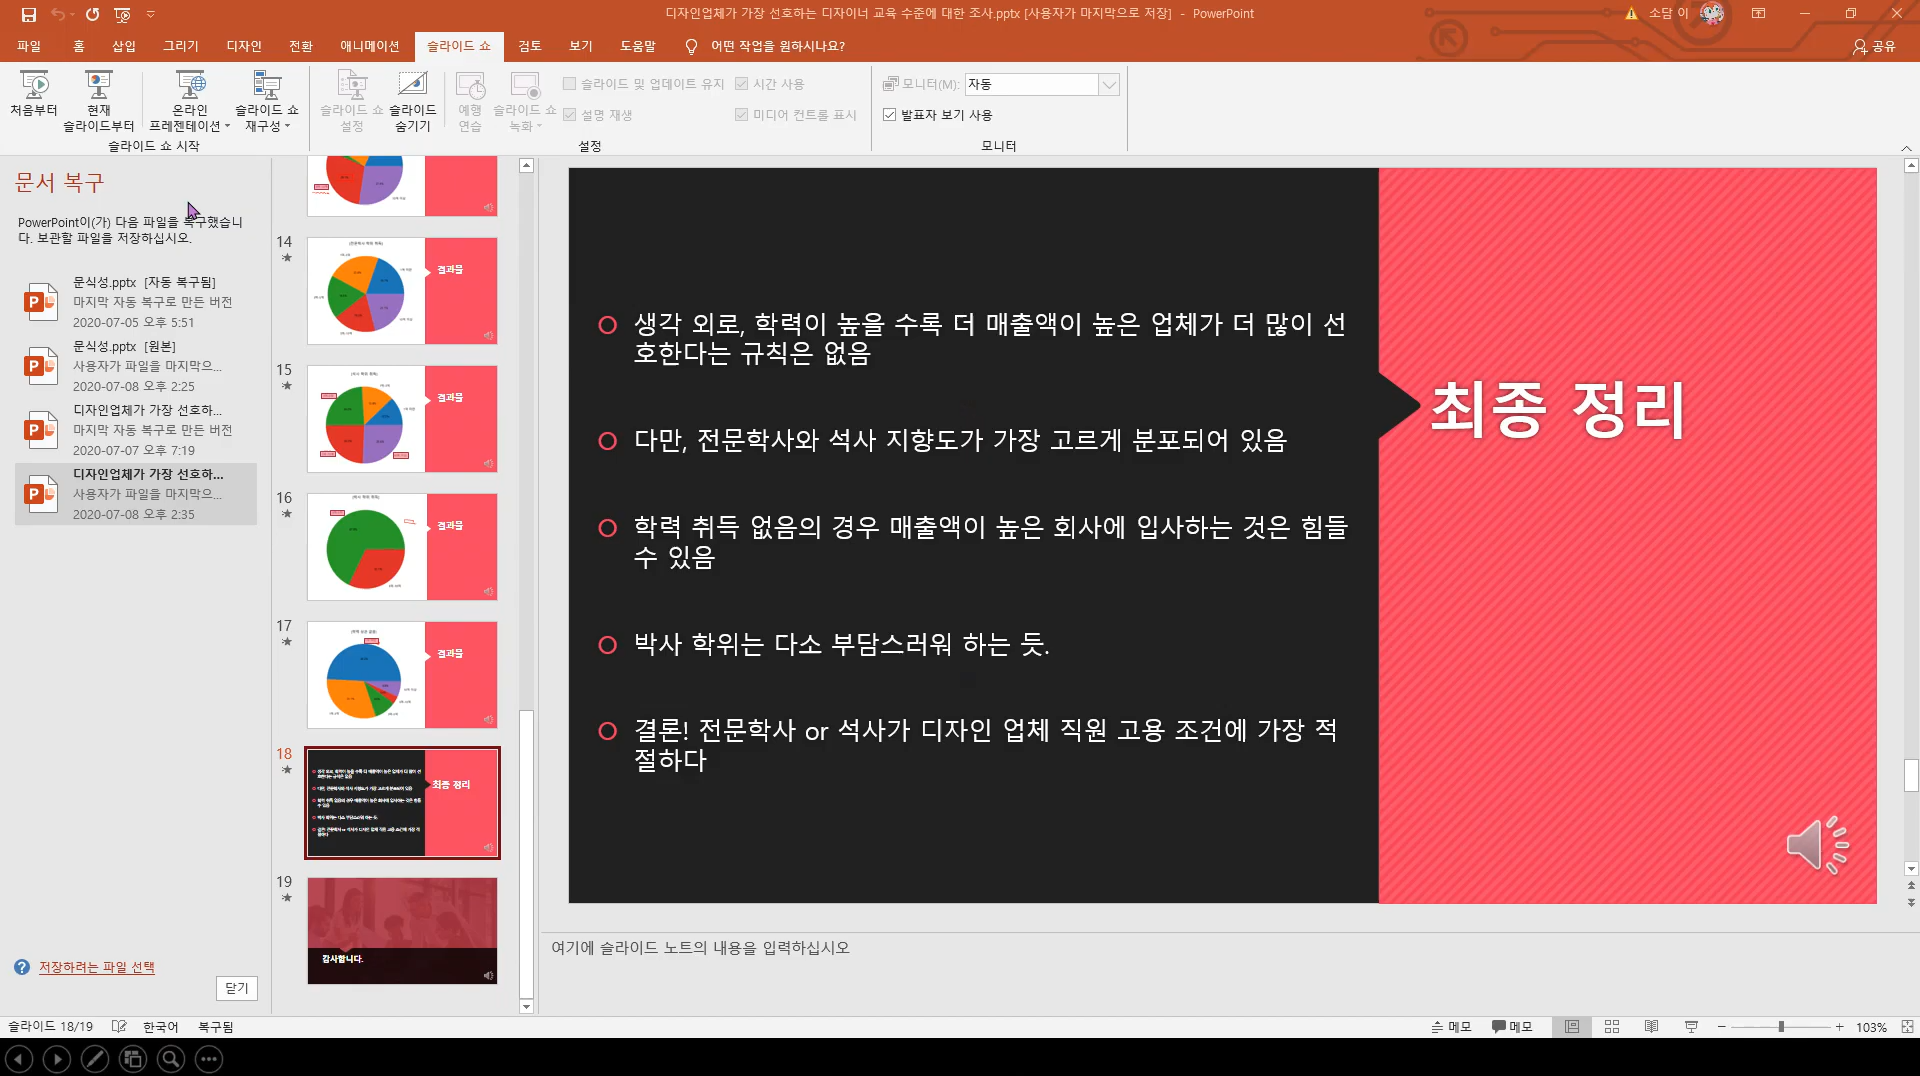 디자인업체가 가장 선호하는 디자이너 교육 수준에 대한 조사.pptx [사용자가 마지막으로 저장] - PowerPoint
소담 이
파일 홈 삽입 그리기 디자인 전환 애니메이션 슬라이드 쇼 검토 보기 도움말 어떤 작업을 원하시나요? 공유
처음부터
현재
슬라이드부터
온라인
프레젠테이션
슬라이드 쇼
재구성
슬라이드 쇼 시작
슬라이드 쇼
설정
슬라이드
숨기기
예행
연습
슬라이드 쇼
녹화
슬라이드 및 업데이트 유지
시간 사용
설명 재생
미디어 컨트롤 표시
설정
모니터(M): 자동
발표자 보기 사용
모니터
문서 복구
PowerPoint이(가) 다음 파일을 복구했습니
다. 보관할 파일을 저장하십시오.
문식성.pptx [자동 복구됨]
마지막 자동 복구로 만든 버전
2020-07-05 오후 5:51
문식성.pptx [원본]
사용자가 파일을 마지막으...
2020-07-08 오후 2:25
디자인업체가 가장 선호하...
마지막 자동 복구로 만든 버전
2020-07-07 오후 7:19
디자인업체가 가장 선호하...
사용자가 파일을 마지막으...
2020-07-08 오후 2:35
저장하려는 파일 선택
닫기
14
결과물
15
결과물
16
결과물
17
결과물
18
최종 정리
19
감사합니다.
생각 외로, 학력이 높을 수록 더 매출액이 높은 업체가 더 많이 선
호한다는 규칙은 없음
다만, 전문학사와 석사 지향도가 가장 고르게 분포되어 있음
학력 취득 없음의 경우 매출액이 높은 회사에 입사하는 것은 힘들
수 있음
박사 학위는 다소 부담스러워 하는 듯.
결론! 전문학사 or 석사가 디자인 업체 직원 고용 조건에 가장 적
절하다
최종 정리
여기에 슬라이드 노트의 내용을 입력하십시오
슬라이드 18/19 한국어 복구됨
메모 메모 103%